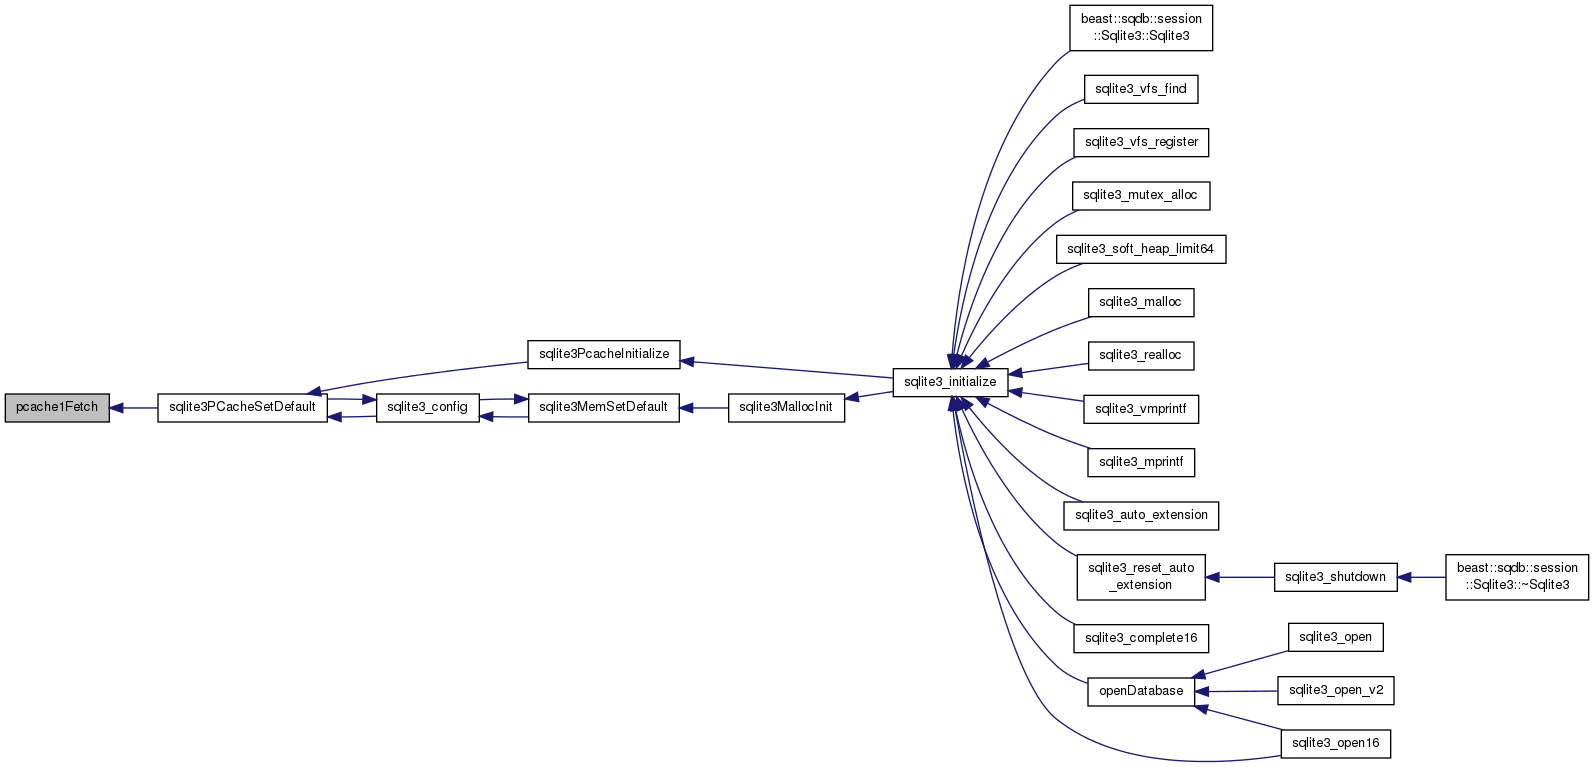 beast::sqdb::session
::Sqlite3::Sqlite3
sqlite3_vfs_find
sqlite3_vfs_register
sqlite3_mutex_alloc
sqlite3_soft_heap_limit64
sqlite3_malloc
sqlite3PcacheInitialize
sqlite3_realloc
sqlite3_initialize
pcache1Fetch
sqlite3PCacheSetDefault
sqlite3_config
sqlite3MemSetDefault
sqlite3MallocInit
sqlite3_vmprintf
sqlite3_mprintf
sqlite3_auto_extension
sqlite3_reset_auto
_extension
sqlite3_shutdown
beast::sqdb::session
::Sqlite3::~Sqlite3
sqlite3_complete16
sqlite3_open
openDatabase
sqlite3_open_v2
sqlite3_open16